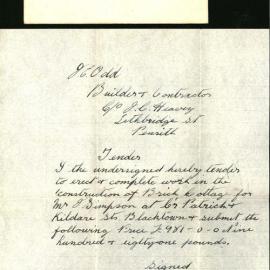 J C Odd
Builder & Contractor
C/o J. C. Heavey
Lethbridge St
Penrith
Tender
I the undersigned hereby tender
to erect & complete work in the
Construction of Brick Cottage for
Mr J Simpson at Cr Patrick &
Kildare Sts Blacktown & submit the
following Price £981-0-0 Nine
hundred & eighty one pounds.
Signed